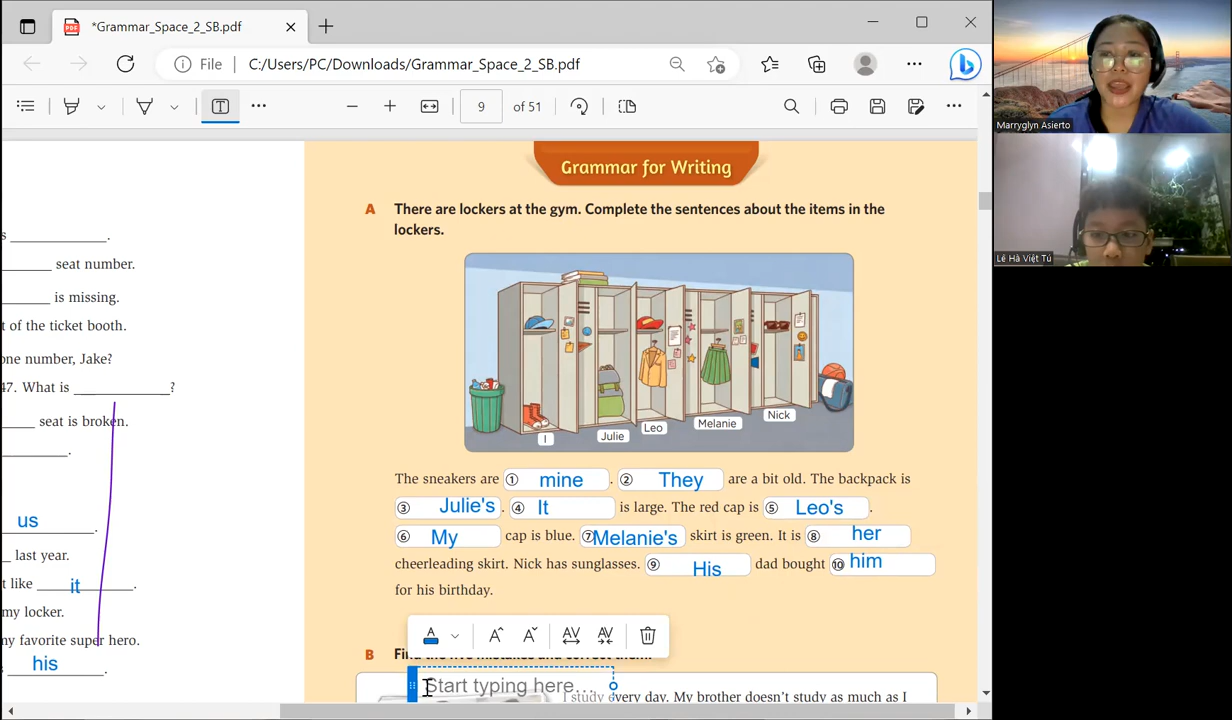 *Grammar_Space_2_SB.pdf
File
C:/Users/PC/Downloads/Grammar_Space_2_SB.pdf
9 of 51
Marryglyn Asierto
Lê Hà Việt Tú
s ____________.
seat number.
is missing.
t of the ticket booth.
one number, Jake?
47. What is ____________?
seat is broken.
us
last year.
t like it
my locker.
my favorite super hero.
his
Grammar for Writing
A There are lockers at the gym. Complete the sentences about the items in the
lockers.
I
Julie
Leo
Melanie
Nick
The sneakers are ① mine . ② They are a bit old. The backpack is
③ Julie's . ④ It is large. The red cap is ⑤ Leo's .
⑥ My cap is blue. ⑦ Melanie's skirt is green. It is ⑧ her
cheerleading skirt. Nick has sunglasses. ⑨ His dad bought ⑩ him
for his birthday.
B
Start typing here...
I study every day. My brother doesn't study as much as I